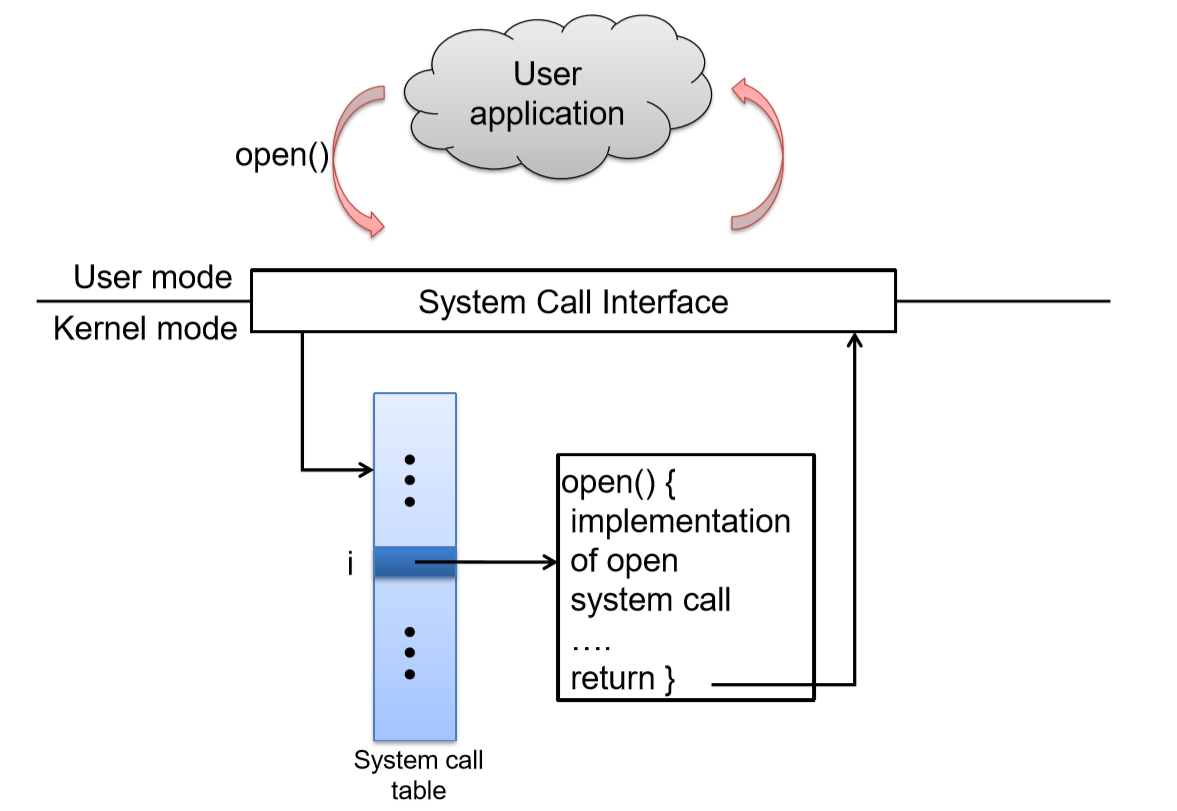 User
application
open()
User mode
System Call Interface
Kernel mode
i
open() {
implementation
of open
system call
....
return }
System call
table